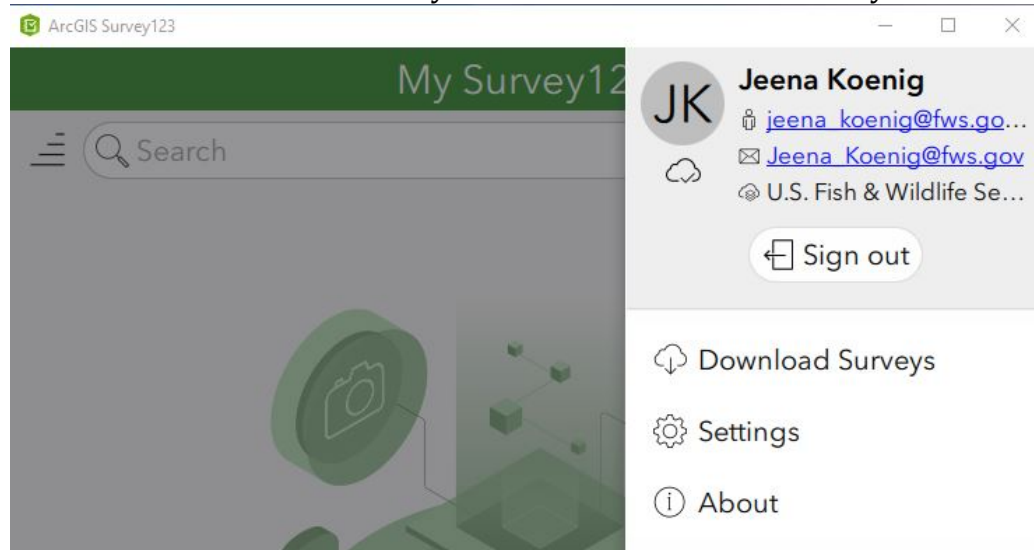 ArcGIS Survey123
My Survey12
Search
JK
Jeena Koenig
jeena_koenig@fws.go...
Jeena_Koenig@fws.gov
U.S. Fish & Wildlife Se...
Sign out
Download Surveys
Settings
About